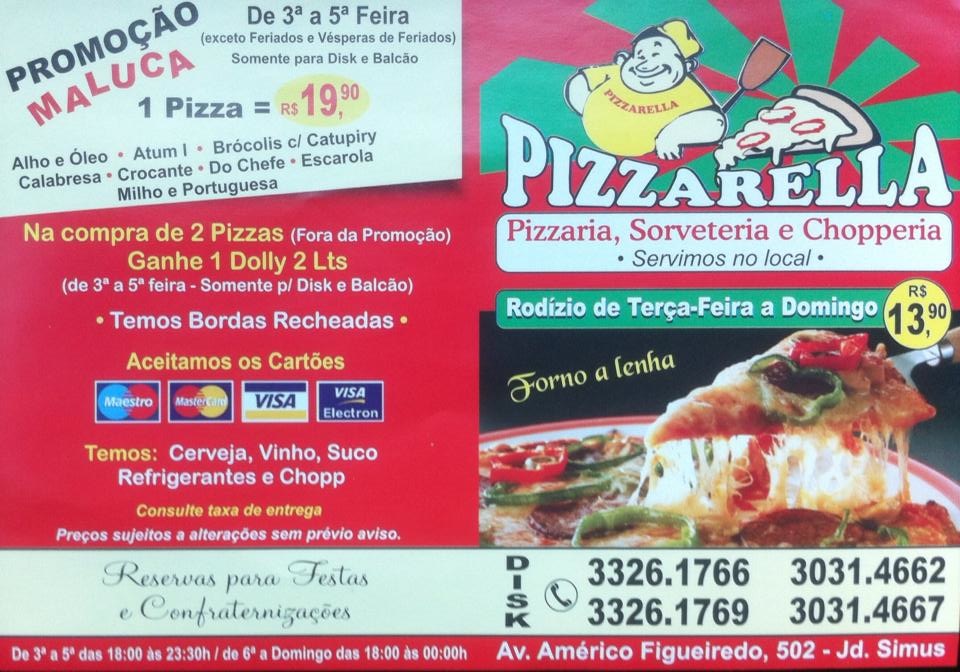 PROMOÇÃO
MALUCA
De 3ª a 5ª Feira
(exceto Feriados e Vésperas de Feriados)
Somente para Disk e Balcão
1 Pizza = R$ 19,90
Alho e Óleo • Atum I • Brócolis c/ Catupiry
Calabresa • Crocante • Do Chefe • Escarola
Milho e Portuguesa
Na compra de 2 Pizzas (Fora da Promoção)
Ganhe 1 Dolly 2 Lts
(de 3ª a 5ª feira - Somente p/ Disk e Balcão)
• Temos Bordas Recheadas •
Aceitamos os Cartões
Maestro MasterCard VISA VISA Electron
Temos: Cerveja, Vinho, Suco
Refrigerantes e Chopp
Consulte taxa de entrega
Preços sujeitos a alterações sem prévio aviso.
Reservas para Festas
e Confraternizações
De 3ª a 5ª das 18:00 às 23:30h / de 6ª a Domingo das 18:00 às 00:00h
PIZZARELLA
PIZZARELLA
Pizzaria, Sorveteria e Chopperia
• Servimos no local •
Rodízio de Terça-Feira a Domingo R$ 13,90
Forno a lenha
DISK 3326.1766 3031.4662
3326.1769 3031.4667
Av. Américo Figueiredo, 502 - Jd. Simus